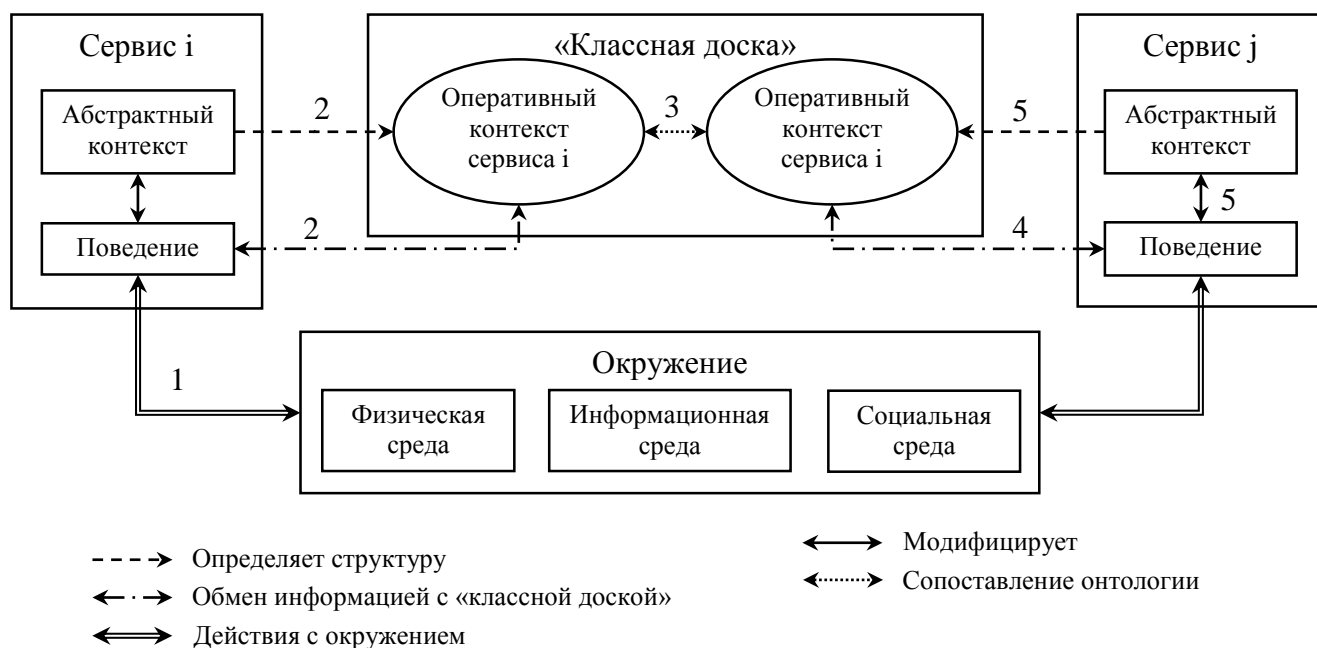 Сервис i
«Классная доска»
Сервис j
Абстрактный
контекст
2
Оперативный
контекст
сервиса i
3
Оперативный
контекст
сервиса i
5
Абстрактный
контекст
Поведение
2
4
5
Поведение
1
Окружение
Физическая
среда
Информационная
среда
Социальная
среда
Определяет структуру
Обмен информацией с «классной доской»
Действия с окружением
Модифицирует
Сопоставление онтологии